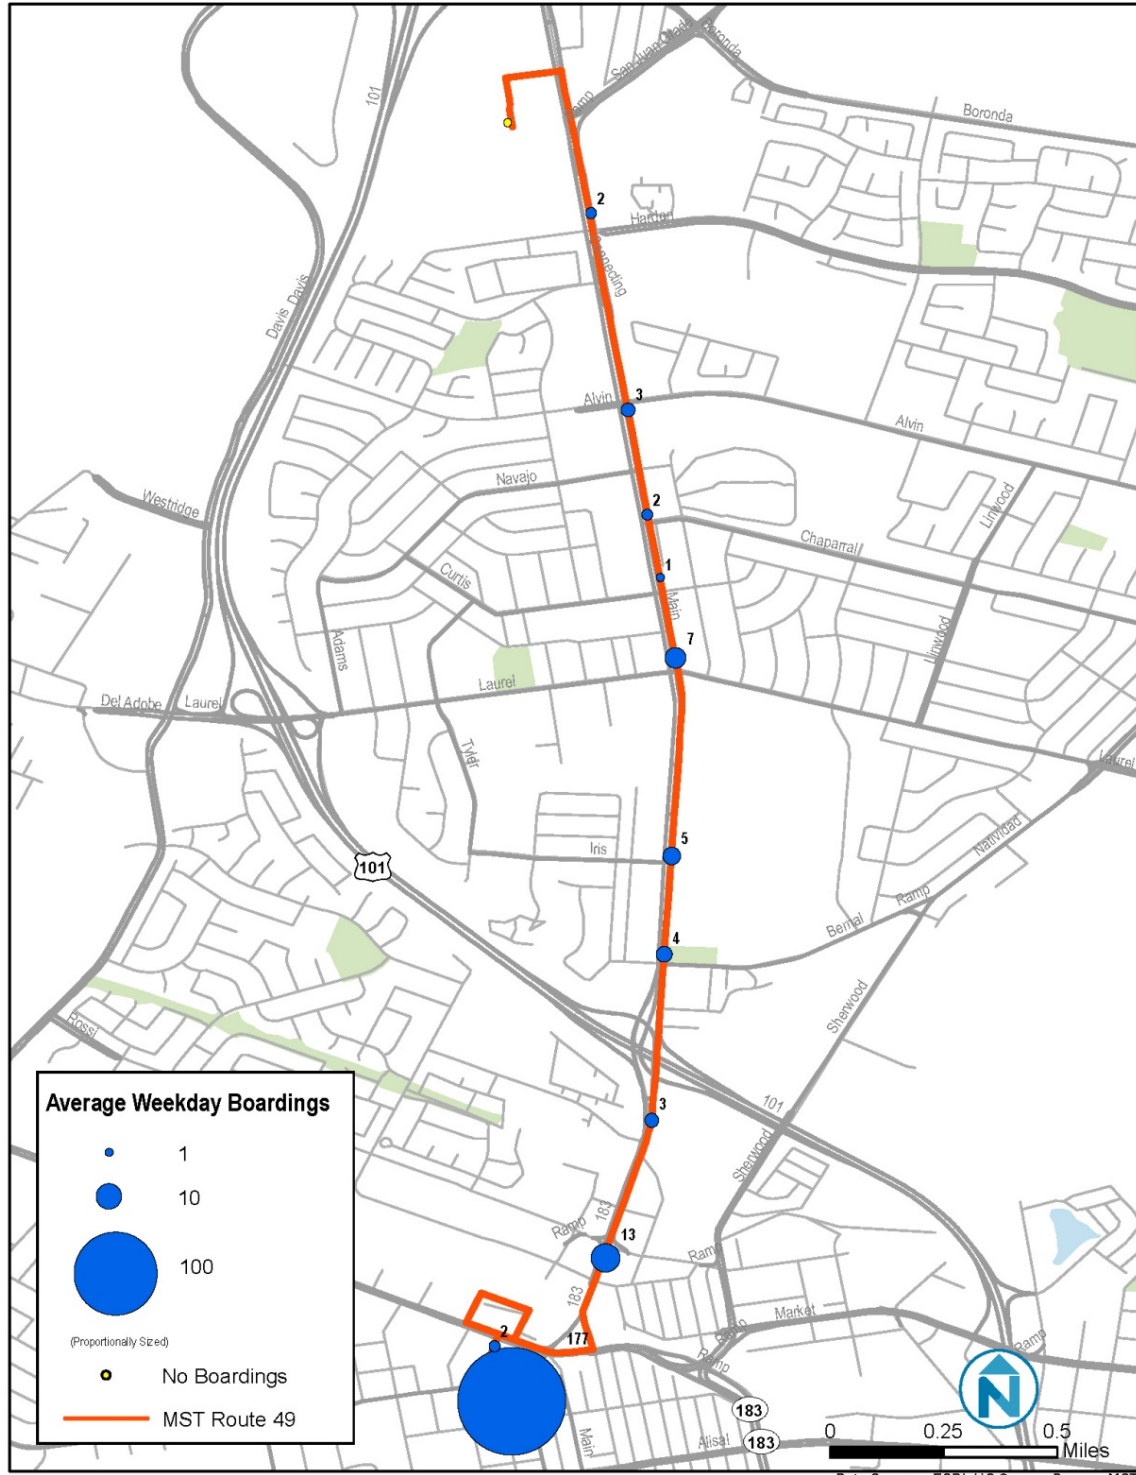 San Juan
Boronda
101
Boronda
2
Harden
Connecting
Davis Davis
3
Alvin
Alvin
Navajo
Westridge
2
Linwood
Chaparral
1
Curtis
Main
Adams
Linwood
7
Laurel
Del Adobe
Laurel
Tyler
Laurel
5
Iris
Natividad
101
Ramp
Bernal
4
Sherwood
Rossi
Average Weekday Boardings
1
10
100
(Proportionally Sized)
No Boardings
MST Route 49
101
3
Sherwood
183
Ramp
13
Ramp
183
Market
Ramp
2
177
Ramp
Ramp
183
Main
Alisal
183
N
0
0.25
0.5
Miles